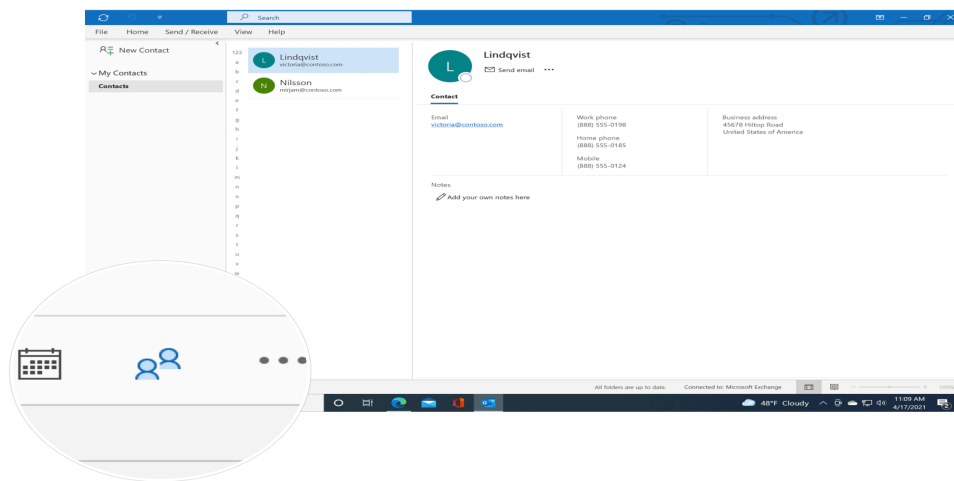 Search
File Home Send / Receive View Help
New Contact
My Contacts
Contacts
123
a
b
c
d
e
f
g
h
i
j
k
l
m
n
o
p
q
r
s
t
u
v
w
L
Lindqvist
victoria@contoso.com
N
Nilsson
mirjam@contoso.com
L
Lindqvist
Send email
Contact
Email
victoria@contoso.com
Work phone
(888) 555-0198
Home phone
(888) 555-0185
Mobile
(888) 555-0124
Business address
45678 Hiltop Road
United States of America
Notes
Add your own notes here
All folders are up to date. Connected to: Microsoft Exchange 100%
48°F Cloudy
11:09 AM
4/17/2021
2